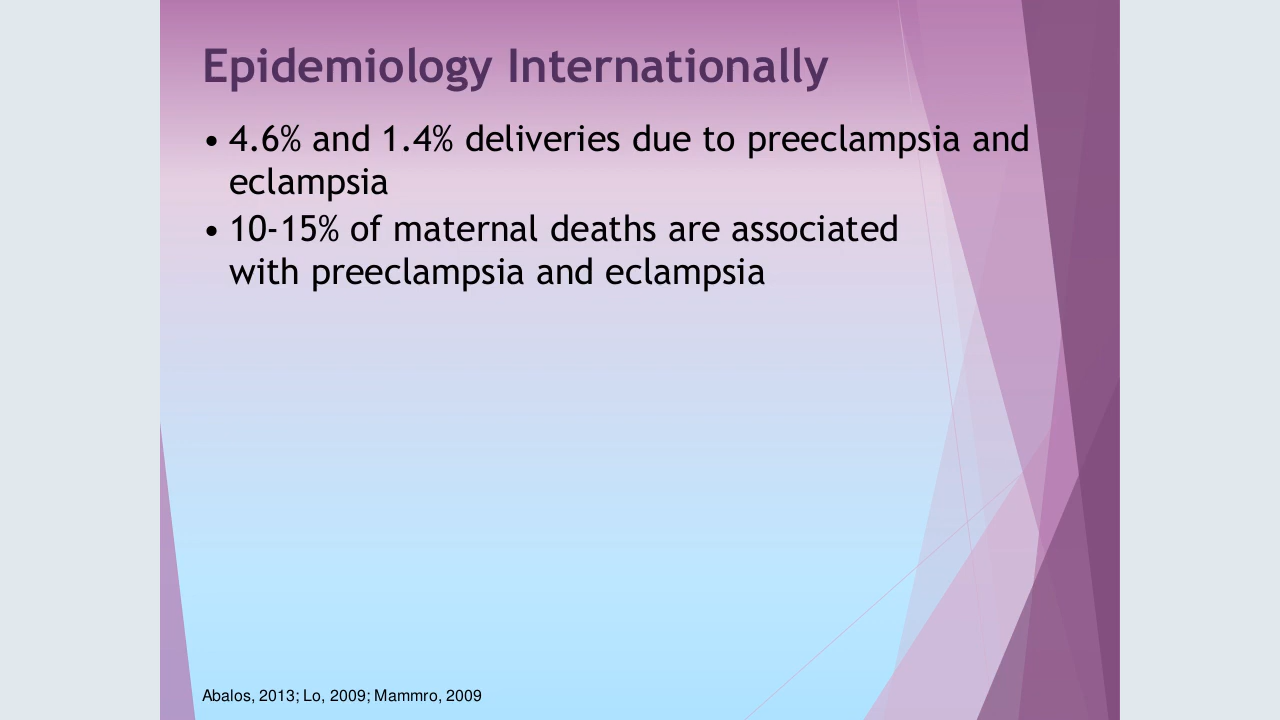 Epidemiology Internationally
• 4.6% and 1.4% deliveries due to preeclampsia and
eclampsia
• 10-15% of maternal deaths are associated
with preeclampsia and eclampsia
Abalos, 2013; Lo, 2009; Mammro, 2009